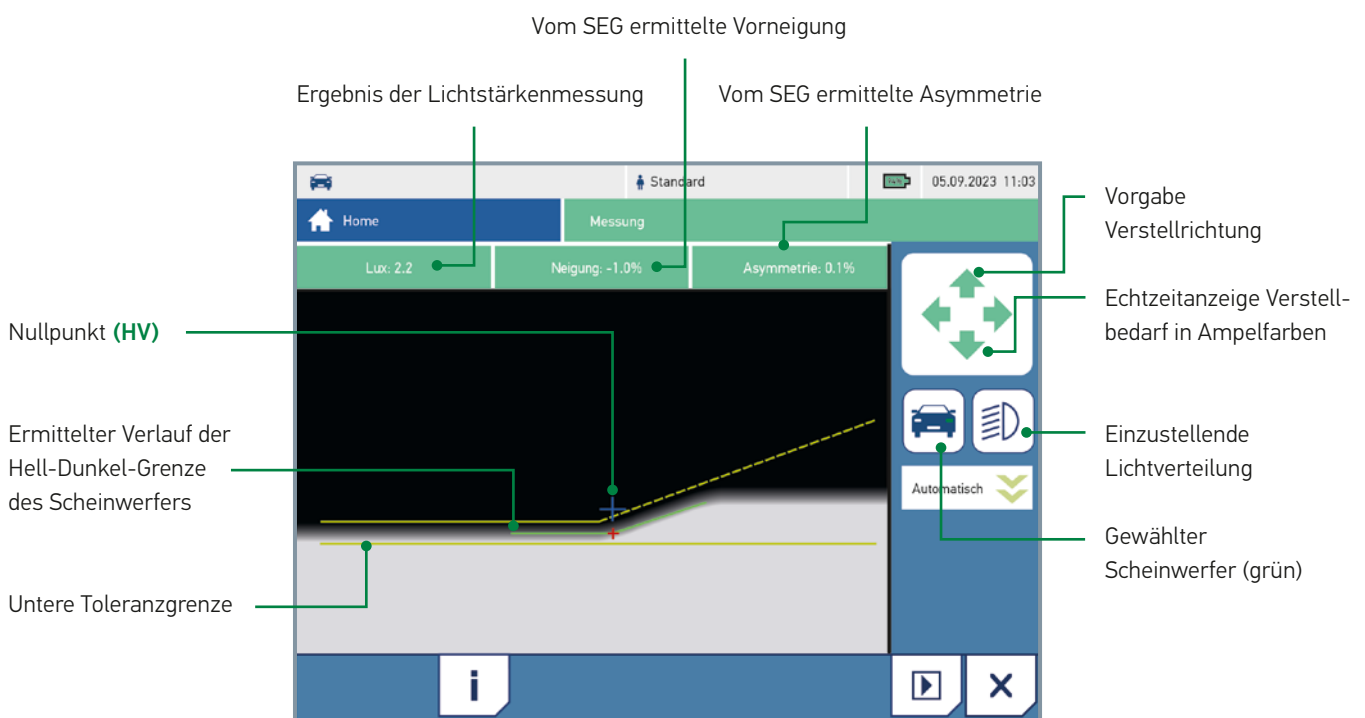 Vom SEG ermittelte Vorneigung
Ergebnis der Lichtstärkenmessung
Vom SEG ermittelte Asymmetrie
Standard
74%
05.09.2023 11:03
Home
Messung
Lux: 2.2
Neigung: -1.0%
Asymmetrie: 0.1%
Vorgabe
Verstellrichtung
Echtzeitanzeige Verstell-
bedarf in Ampelfarben
Nullpunkt (HV)
Ermittelter Verlauf der
Hell-Dunkel-Grenze
des Scheinwerfers
Einzustellende
Lichtverteilung
Automatisch
Gewählter
Scheinwerfer (grün)
Untere Toleranzgrenze
i